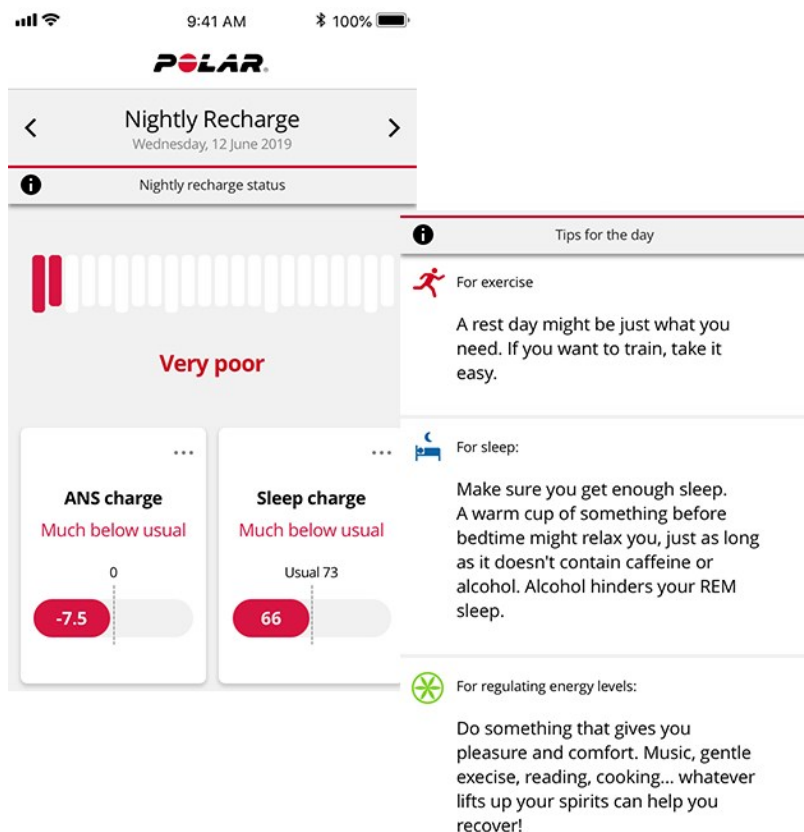 9:41 AM
100%
POLAR
Nightly Recharge
Wednesday, 12 June 2019
Nightly recharge status
Very poor
ANS charge
Much below usual
0
-7.5
Sleep charge
Much below usual
Usual 73
66
Tips for the day
For exercise
A rest day might be just what you
need. If you want to train, take it
easy.
For sleep:
Make sure you get enough sleep.
A warm cup of something before
bedtime might relax you, just as long
as it doesn't contain caffeine or
alcohol. Alcohol hinders your REM
sleep.
For regulating energy levels:
Do something that gives you
pleasure and comfort. Music, gentle
execise, reading, cooking... whatever
lifts up your spirits can help you
recover!